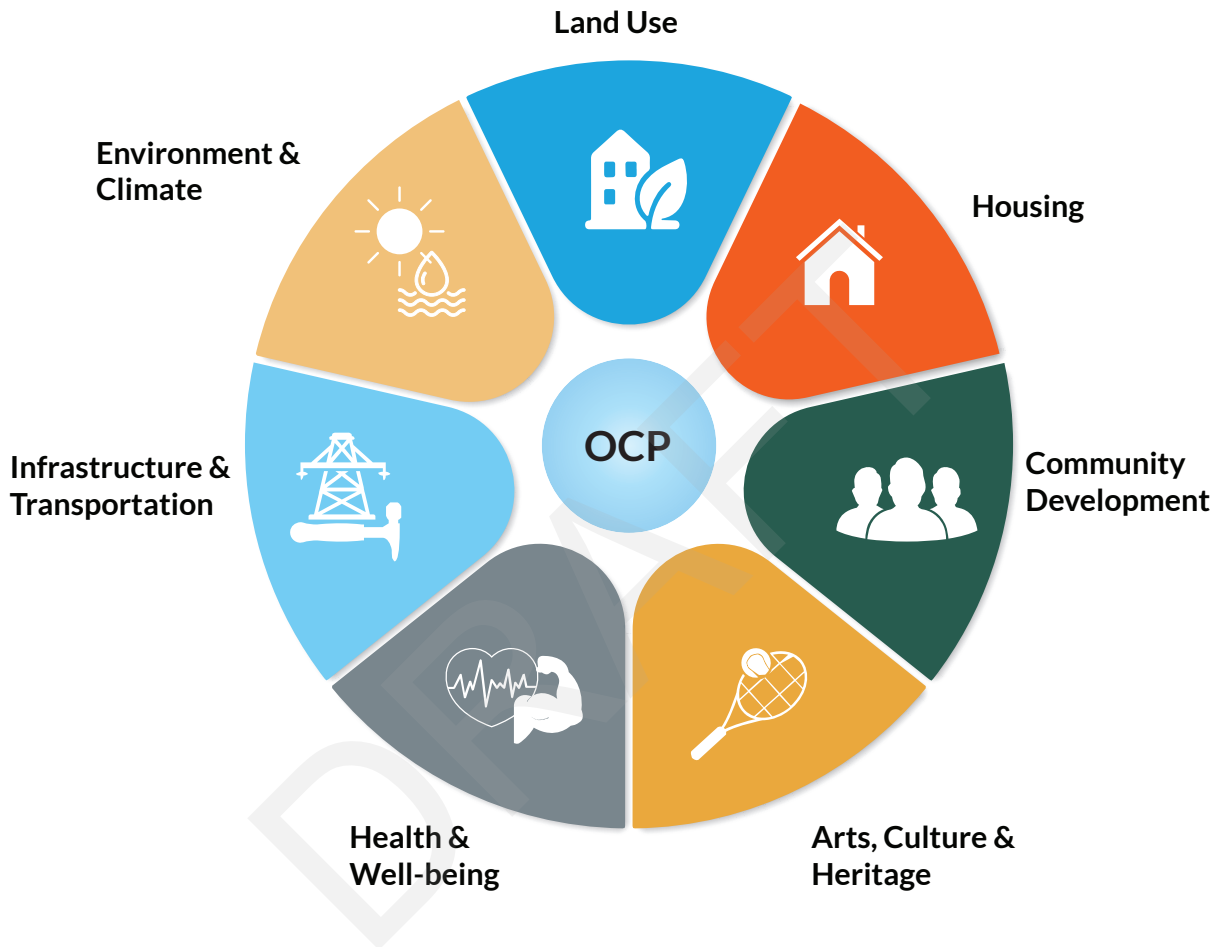 Land Use
Environment &
Climate
Housing
Infrastructure &
Transportation
OCP
Community
Development
Health &
Well-being
Arts, Culture &
Heritage
DRAFT